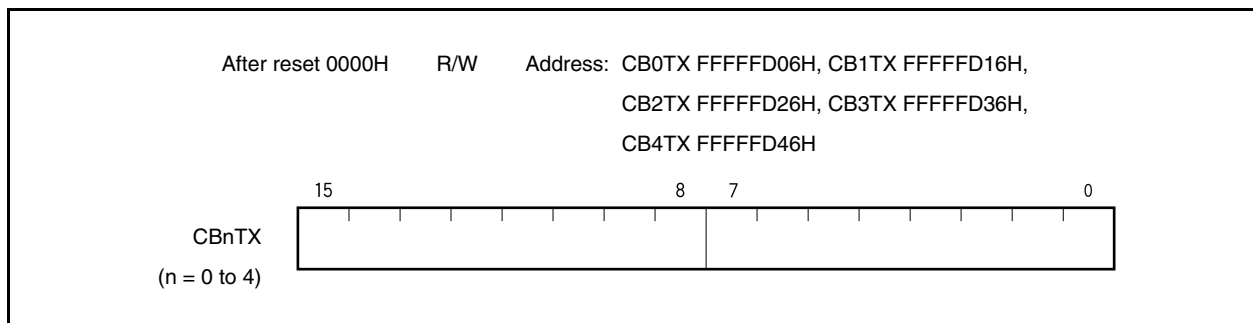 After reset 0000H R/W Address: CB0TX FFFFFD06H, CB1TX FFFFFD16H,
CB2TX FFFFFD26H, CB3TX FFFFFD36H,
CB4TX FFFFFD46H
15 8 7 0
CBnTX
(n = 0 to 4)